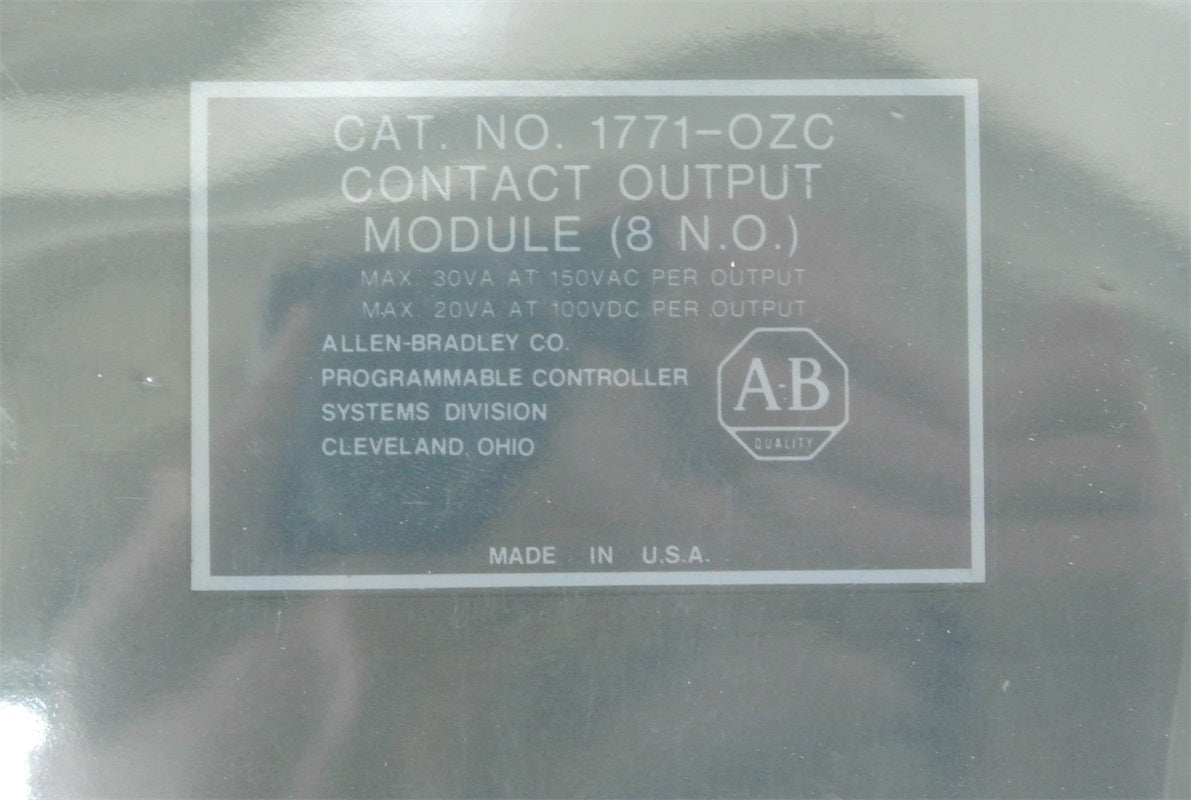 CAT. NO. 1771-OZC
CONTACT OUTPUT
MODULE (8 N.O.)
MAX. 30VA AT 150VAC PER OUTPUT
MAX. 20VA AT 100VDC PER OUTPUT
ALLEN-BRADLEY CO.
PROGRAMMABLE CONTROLLER
SYSTEMS DIVISION
CLEVELAND, OHIO
A-B
QUALITY
MADE IN U.S.A.